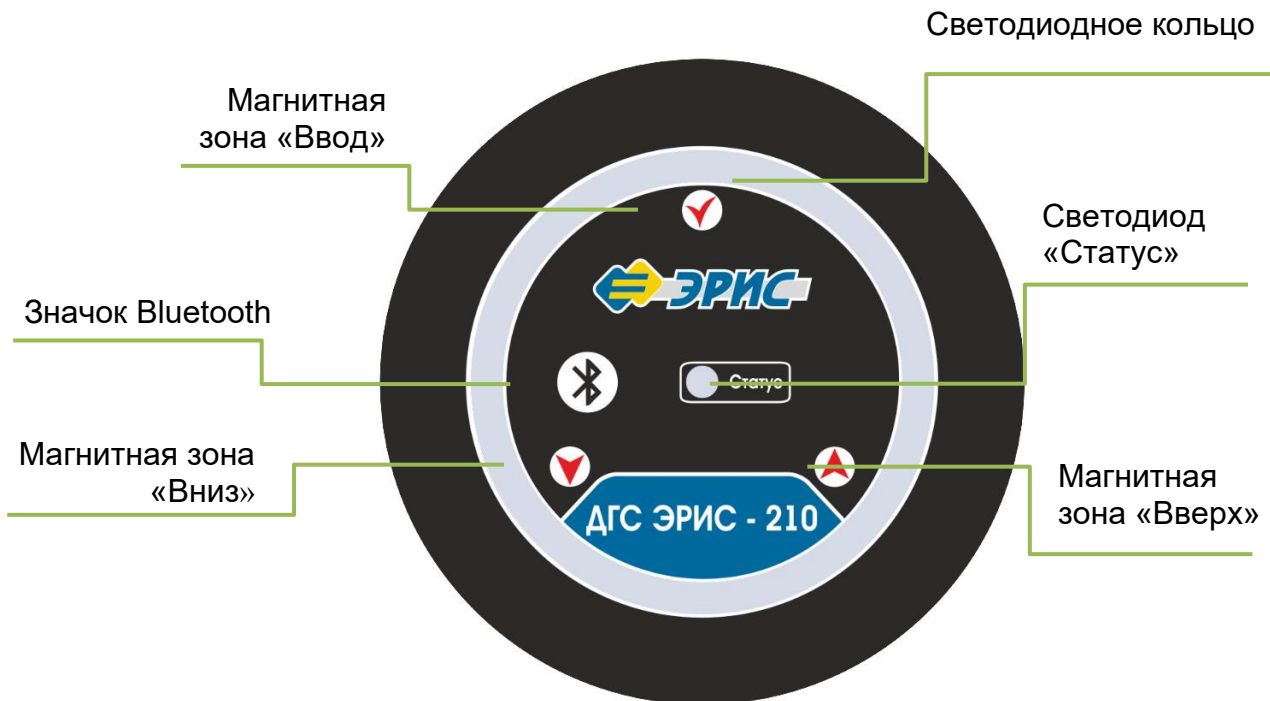 Светодиодное кольцо
Магнитная
зона «Ввод»
Светодиод
«Статус»
ЭРИС
Значок Bluetooth
Статус
Магнитная зона
«Вниз»
Магнитная
зона «Вверх»
ДГС ЭРИС - 210